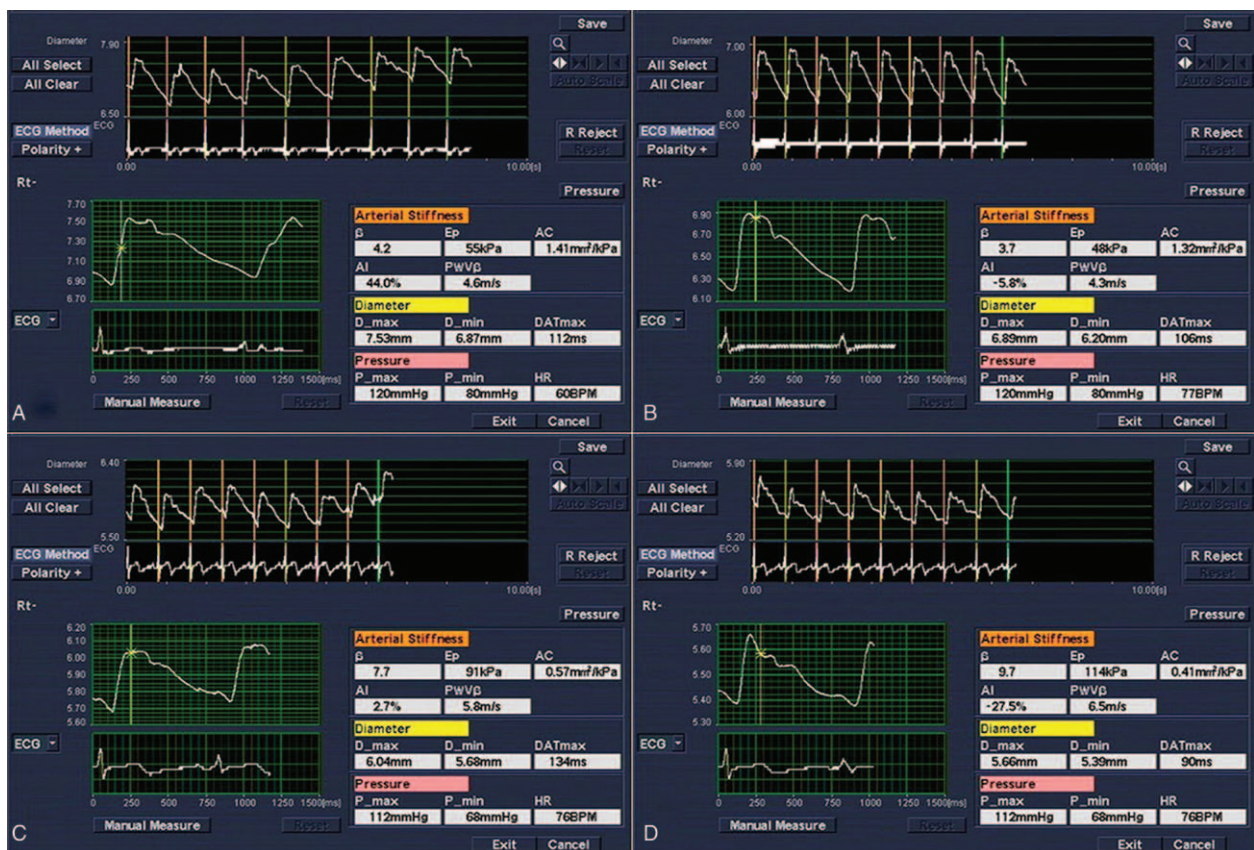 Save
Diameter
7.90
All Select
All Clear
Auto Scale
6.50
ECG
ECG Method
R Reject
Polarity +
Reset
0.00
10.00[s]
Rt-
Pressure
7.70
7.50
7.30
7.10
6.90
6.70
Arterial Stiffness
β Ep AC
4.2 55kPa 1.41mm²/kPa
AI PWVβ
44.0% 4.6m/s
Diameter
D_max D_min DATmax
7.53mm 6.87mm 112ms
Pressure
P_max P_min HR
120mmHg 80mmHg 60BPM
ECG
0 250 500 750 1000 1500[ms]
Manual Measure
Reset
A
Exit Cancel
Save
Diameter
7.00
All Select
All Clear
Auto Scale
6.00
ECG
ECG Method
R Reject
Polarity +
Reset
0.00
10.00[s]
Rt-
Pressure
6.90
6.70
6.50
6.30
6.10
Arterial Stiffness
β Ep AC
3.7 48kPa 1.32mm²/kPa
AI PWVβ
-5.8% 4.3m/s
Diameter
D_max D_min DATmax
6.89mm 6.20mm 106ms
Pressure
P_max P_min HR
120mmHg 80mmHg 77BPM
ECG
0 250 500 750 1000 1500[ms]
Manual Measure
Reset
B
Exit Cancel
Save
Diameter
6.40
All Select
All Clear
Auto Scale
5.50
ECG
ECG Method
R Reject
Polarity +
Reset
0.00
10.00[s]
Rt-
Pressure
6.20
6.10
6.00
5.90
5.80
5.70
5.60
Arterial Stiffness
β Ep AC
7.7 91kPa 0.57mm²/kPa
AI PWVβ
2.7% 5.8m/s
Diameter
D_max D_min DATmax
6.04mm 5.68mm 134ms
Pressure
P_max P_min HR
112mmHg 68mmHg 76BPM
ECG
0 250 500 750 1000 1500[ms]
Manual Measure
Reset
C
Exit Cancel
Save
Diameter
5.90
All Select
All Clear
Auto Scale
5.20
ECG
ECG Method
R Reject
Polarity +
Reset
0.00
10.00[s]
Rt-
Pressure
5.70
5.60
5.50
5.40
5.30
Arterial Stiffness
β Ep AC
9.7 114kPa 0.41mm²/kPa
AI PWVβ
-27.5% 6.5m/s
Diameter
D_max D_min DATmax
5.66mm 5.39mm 90ms
Pressure
P_max P_min HR
112mmHg 68mmHg 76BPM
ECG
0 250 500 750 1000 1500[ms]
Manual Measure
Reset
D
Exit Cancel